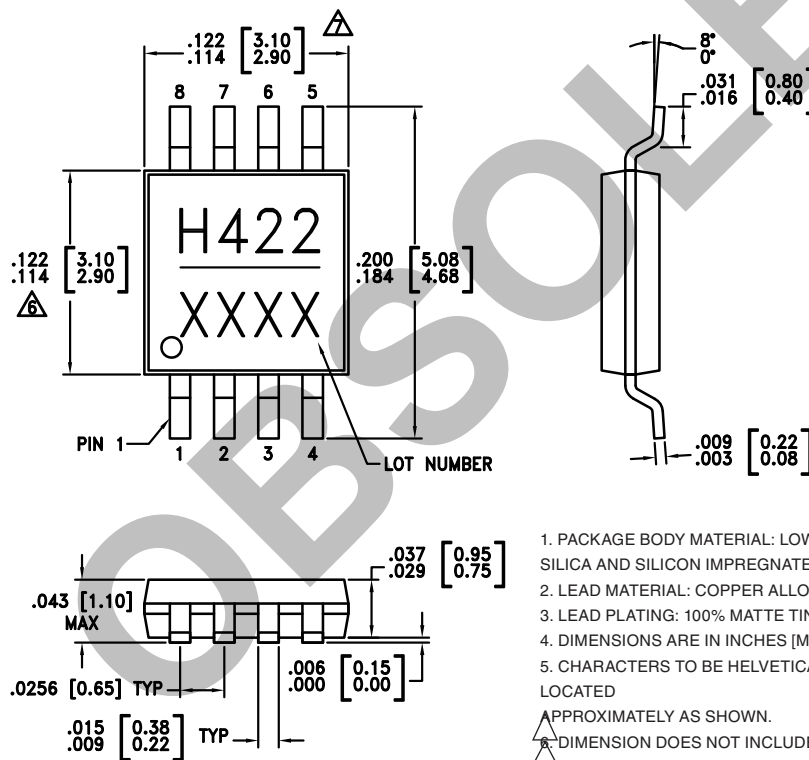 .122 [3.10]
.114 [2.90]
7
8 7 6 5
H422
XXXX
.122 [3.10]
.114 [2.90]
6
.200 [5.08]
.184 [4.68]
PIN 1
1 2 3 4
LOT NUMBER
8°
0°
.031 [0.80]
.016 [0.40]
.009 [0.22]
.003 [0.08]
.043 [1.10]
MAX
.037 [0.95]
.029 [0.75]
.0256 [0.65] TYP
.006 [0.15]
.000 [0.00]
.015 [0.38]
.009 [0.22]
TYP
1. PACKAGE BODY MATERIAL: LOW
SILICA AND SILICON IMPREGNATE
2. LEAD MATERIAL: COPPER ALLO
3. LEAD PLATING: 100% MATTE TIN
4. DIMENSIONS ARE IN INCHES [M
5. CHARACTERS TO BE HELVETICA
LOCATED
APPROXIMATELY AS SHOWN.
6. DIMENSION DOES NOT INCLUDE
OBSOLE